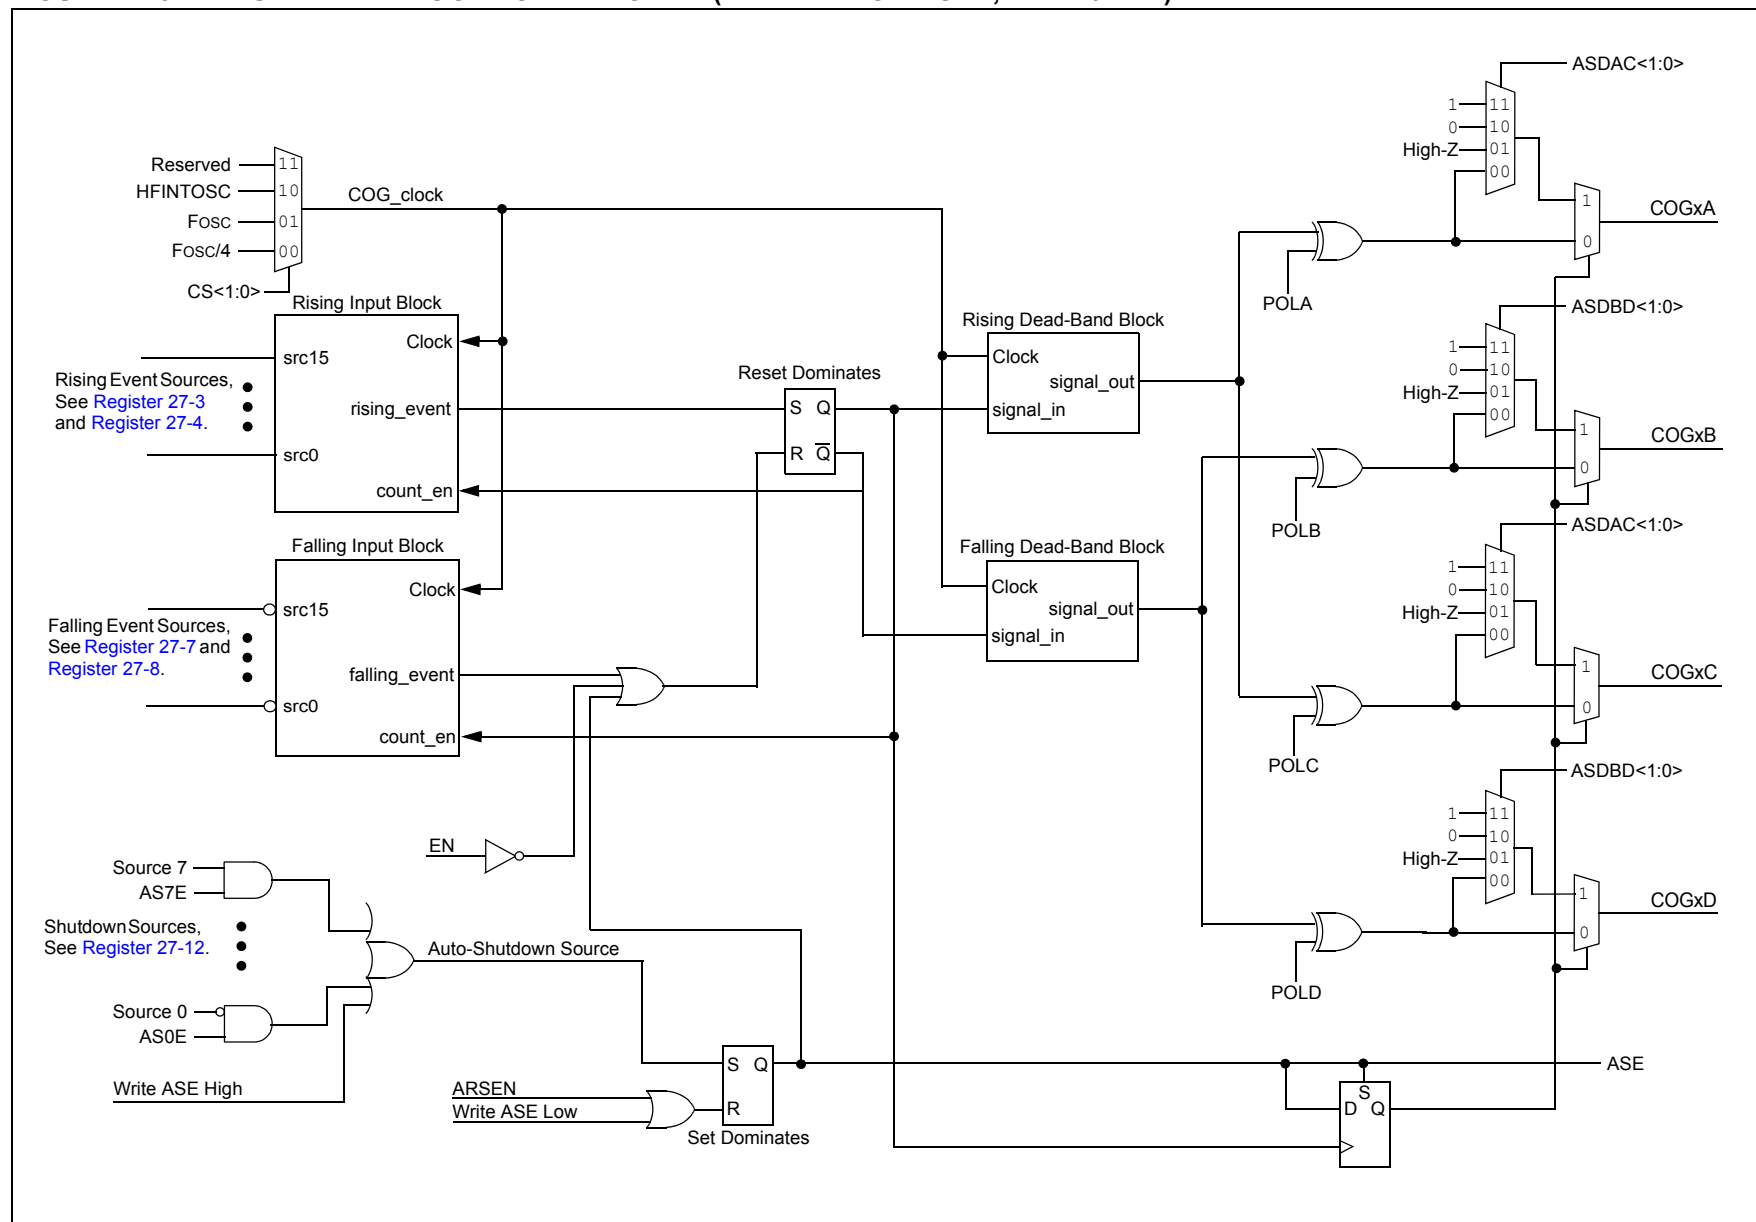 ASDAC<1:0>
1 11
0 10
High-Z 01
00
1
0
COGxA
Reserved 11
HFINTOSC 10
FOSC 01
FOSC/4 00
CS<1:0>
COG_clock
POLA
Rising Input Block
Clock
src15
Rising Event Sources,
See Register 27-3
and Register 27-4.
rising_event
src0
count_en
Reset Dominates
S Q
R Q
Rising Dead-Band Block
Clock
signal_out
signal_in
ASDBD<1:0>
1 11
0 10
High-Z 01
00
1
0
COGxB
POLB
Falling Input Block
Clock
src15
Falling Event Sources,
See Register 27-7 and
Register 27-8.
falling_event
src0
count_en
Falling Dead-Band Block
Clock
signal_out
signal_in
ASDAC<1:0>
1 11
0 10
High-Z 01
00
1
0
COGxC
POLC
EN
ASDBD<1:0>
1 11
0 10
High-Z 01
00
1
0
COGxD
POLD
Source 7
AS7E
Shutdown Sources,
See Register 27-12.
Auto-Shutdown Source
Source 0
AS0E
Write ASE High
ARSEN
Write ASE Low
S Q
R
Set Dominates
ASE
S
D Q